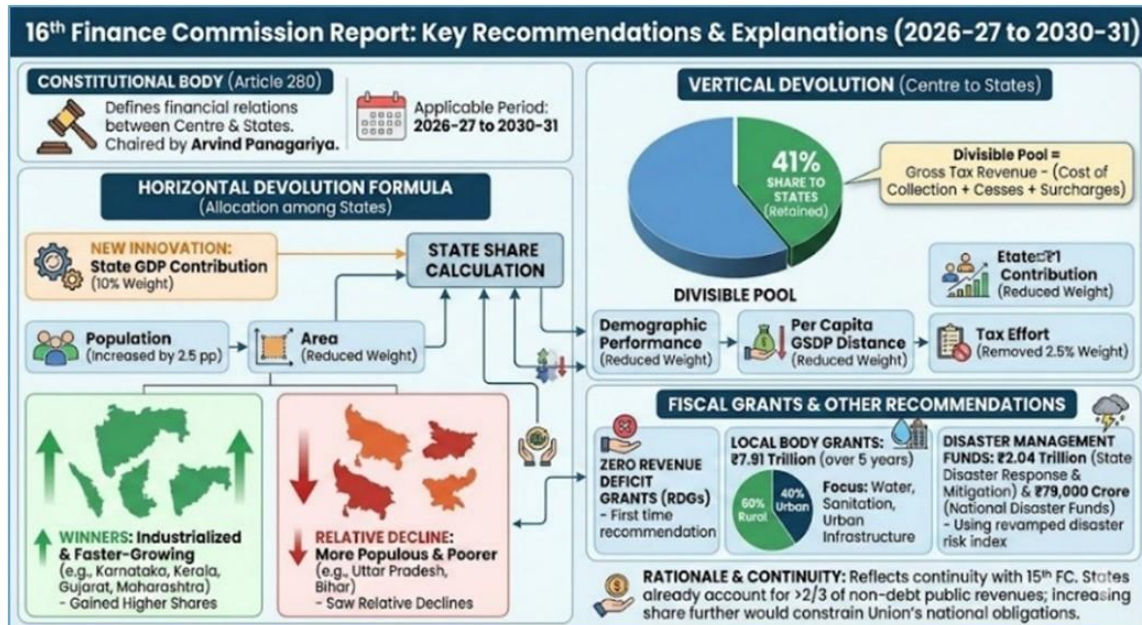 16th Finance Commission Report: Key Recommendations & Explanations (2026-27 to 2030-31)
CONSTITUTIONAL BODY (Article 280)
Defines financial relations
between Centre & States.
Chaired by Arvind Panagariya.
Applicable Period:
2026-27 to 2030-31
HORIZONTAL DEVOLUTION FORMULA
(Allocation among States)
NEW INNOVATION:
State GDP Contribution
(10% Weight)
STATE SHARE
CALCULATION
Population
(Increased by 2.5 pp)
Area
(Reduced Weight)
WINNERS: Industrialized
& Faster-Growing
(e.g., Karnataka, Kerala,
Gujarat, Maharashtra)
- Gained Higher Shares
RELATIVE DECLINE:
More Populous & Poorer
(e.g., Uttar Pradesh,
Bihar)
- Saw Relative Declines
VERTICAL DEVOLUTION (Centre to States)
41%
SHARE TO
STATES
(Retained)
Divisible Pool =
Gross Tax Revenue - (Cost of
Collection + Cesses + Surcharges)
DIVISIBLE POOL
Contribution
(Reduced Weight)
Demographic
Performance
(Reduced Weight)
Per Capita
GSDP Distance
(Reduced Weight)
Tax Effort
(Removed 2.5% Weight)
FISCAL GRANTS & OTHER RECOMMENDATIONS
ZERO REVENUE
DEFICIT
GRANTS (RDGs)
- First time
recommendation
LOCAL BODY GRANTS:
₹7.91 Trillion (over 5 years)
60%
Rural
40%
Urban
Focus: Water,
Sanitation,
Urban
Infrastructure
DISASTER MANAGEMENT
FUNDS: ₹2.04 Trillion (State
Disaster Response &
Mitigation) & ₹79,000 Crore
(National Disaster Funds)
- Using revamped disaster
risk index
RATIONALE & CONTINUITY: Reflects continuity with 15th FC. States
already account for >2/3 of non-debt public revenues; increasing
share further would constrain Union's national obligations.